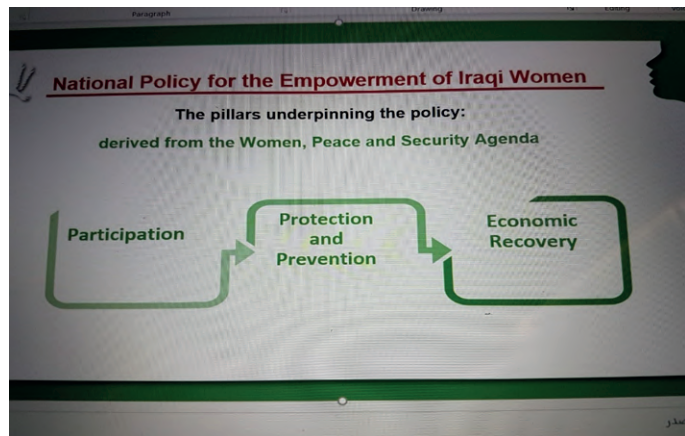 Paragraph
Drawing
Editing
National Policy for the Empowerment of Iraqi Women
The pillars underpinning the policy:
derived from the Women, Peace and Security Agenda
Participation
Protection
and
Prevention
Economic
Recovery